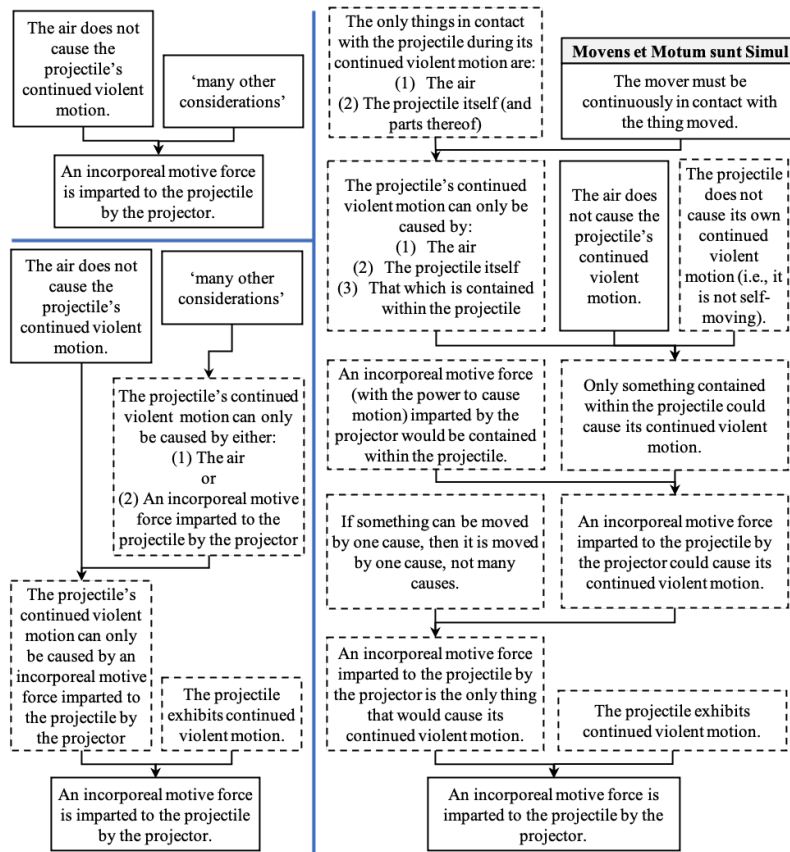 The air does not
cause the
projectile's
continued violent
motion.
'many other
considerations'
An incorporeal motive force
is imparted to the projectile
by the projector.
The air does not
cause the
projectile's
continued violent
motion.
'many other
considerations'
The projectile's continued
violent motion can only
be caused by either:
(1) The air
or
(2) An incorporeal motive
force imparted to the
projectile by the projector
The projectile's
continued violent
motion can only
be caused by an
incorporeal motive
force imparted to
the projectile by
the projector
The projectile
exhibits continued
violent motion.
An incorporeal motive force
is imparted to the projectile
by the projector.
The only things in contact
with the projectile during its
continued violent motion are:
(1) The air
(2) The projectile itself (and
parts thereof)
Movens et Motum sunt Simul
The mover must be
continuously in contact with
the thing moved.
The projectile's continued
violent motion can only be
caused by:
(1) The air
(2) The projectile itself
(3) That which is contained
within the projectile
The air does
not cause the
projectile's
continued
violent
motion.
The projectile
does not
cause its own
continued
violent
motion (i.e., it
is not self-
moving).
An incorporeal motive force
(with the power to cause
motion) imparted by the
projector would be contained
within the projectile.
Only something contained
within the projectile could
cause its continued violent
motion.
If something can be moved
by one cause, then it is moved
by one cause, not many
causes.
An incorporeal motive force
imparted to the projectile by
the projector could cause its
continued violent motion.
An incorporeal motive force
imparted to the projectile by
the projector is the only thing
that would cause its
continued violent motion.
The projectile exhibits
continued violent motion.
An incorporeal motive force is
imparted to the projectile by the
projector.